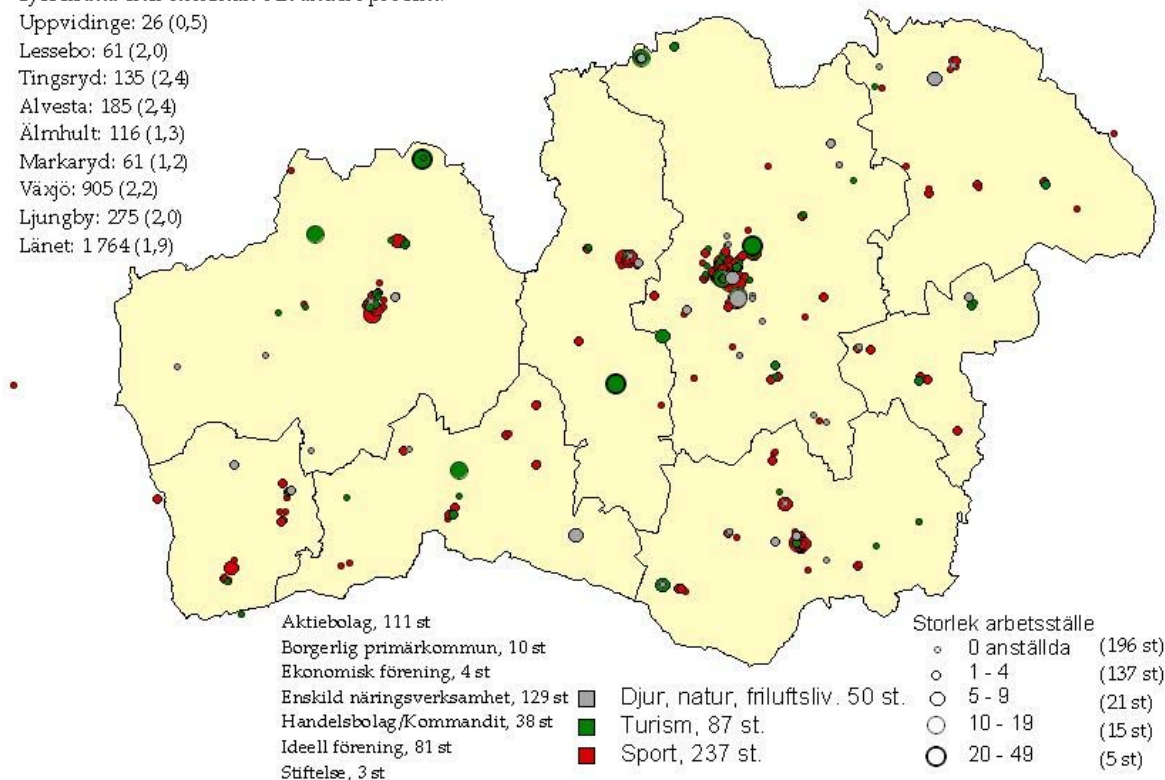 Uppvidinge: 26 (0,5)
Lessebo: 61 (2,0)
Tingsryd: 135 (2,4)
Alvesta: 185 (2,4)
Älmhult: 116 (1,3)
Markaryd: 61 (1,2)
Växjö: 905 (2,2)
Ljungby: 275 (2,0)
Länet: 1 764 (1,9)
Aktiebolag, 111 st
Borgerlig primärkommun, 10 st
Ekonomisk förening, 4 st
Enskild näringsverksamhet, 129 st
Handelsbolag/Kommandit, 38 st
Ideell förening, 81 st
Stiftelse, 3 st
Djur, natur, friluftsliv. 50 st.
Turism, 87 st.
Sport, 237 st.
Storlek arbetsställe
0 anställda (196 st)
1 - 4 (137 st)
5 - 9 (21 st)
10 - 19 (15 st)
20 - 49 (5 st)